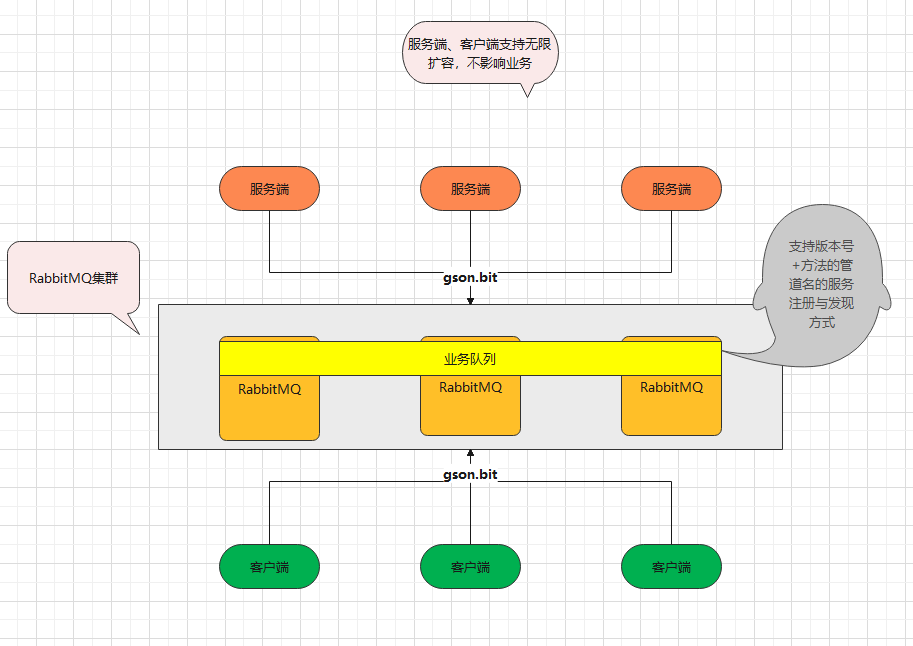 服务端、客户端支持无限
扩容，不影响业务
服务端
服务端
服务端
RabbitMQ集群
支持版本号
+方法的管
道名的服务
注册与发现
方式
gson.bit
业务队列
RabbitMQ
RabbitMQ
RabbitMQ
gson.bit
客户端
客户端
客户端